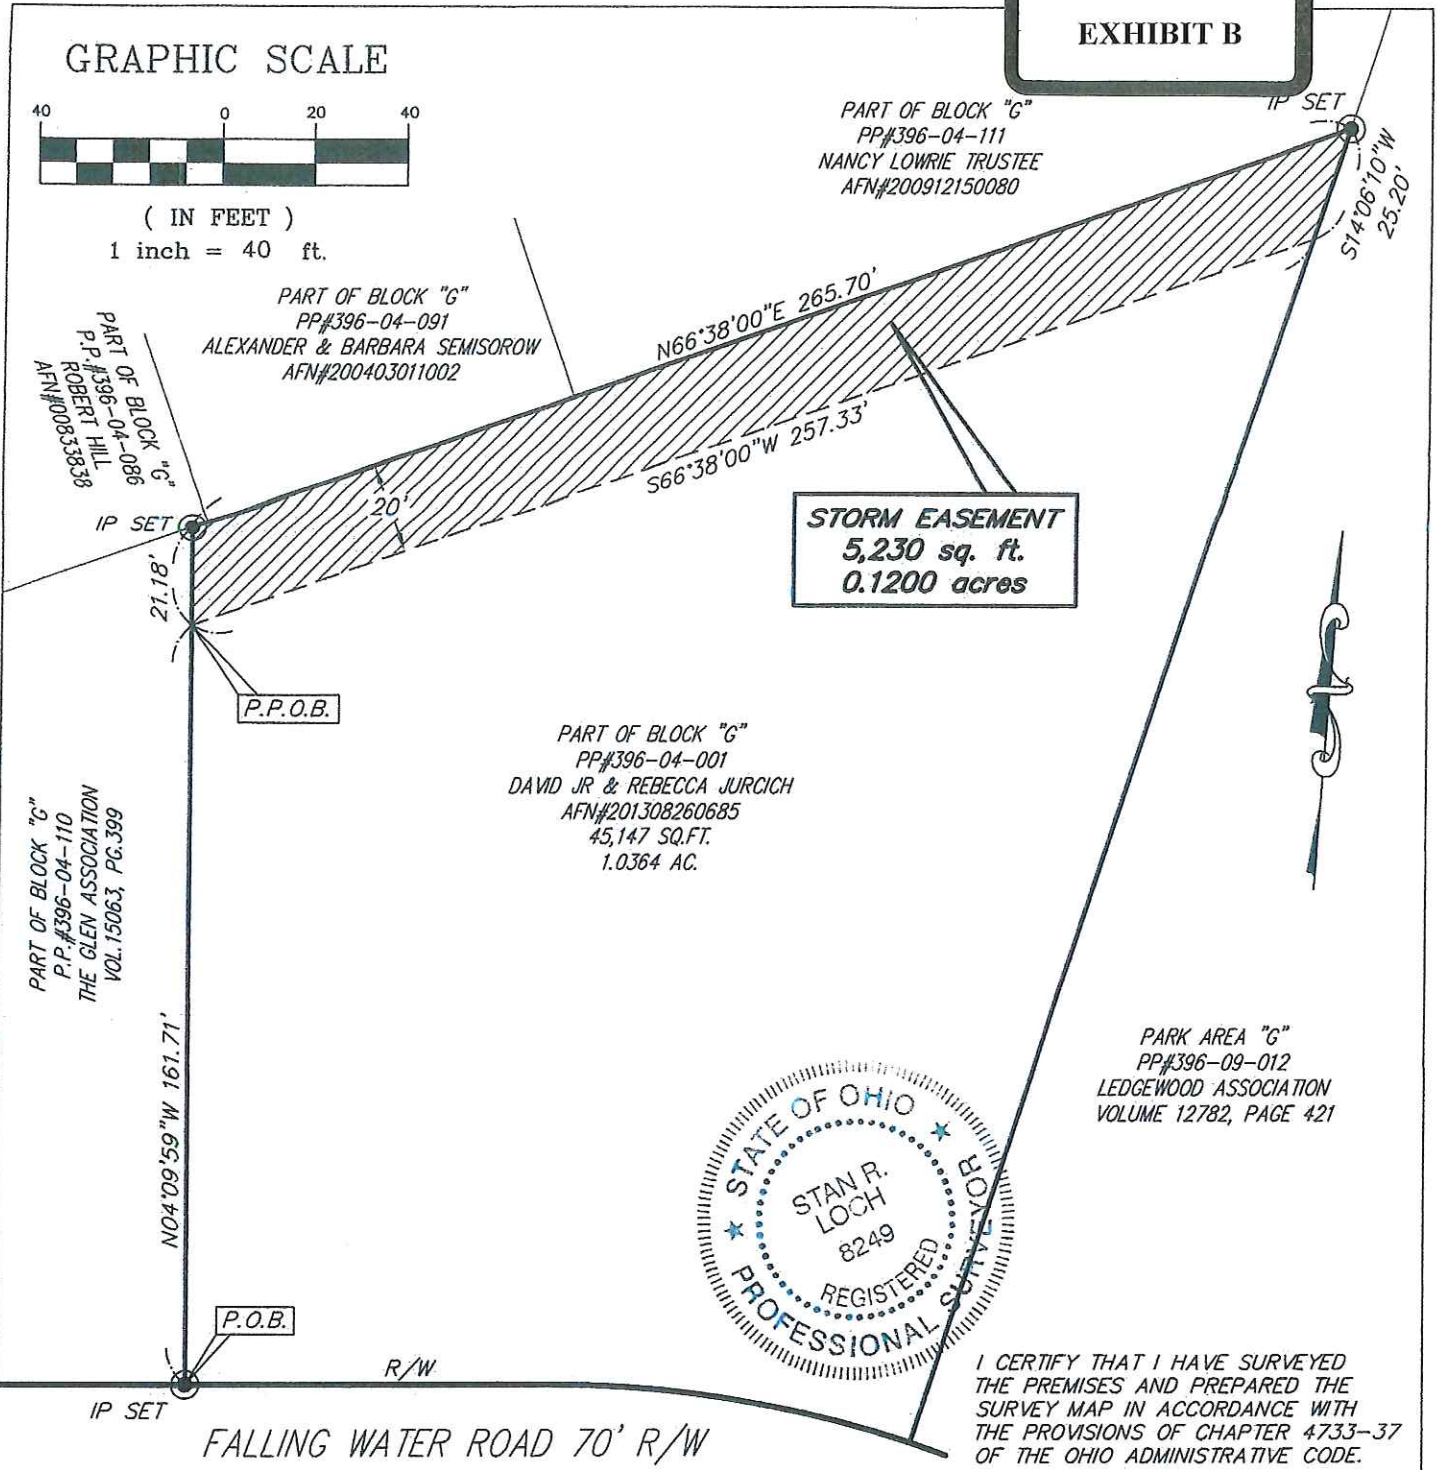 EXHIBIT B
GRAPHIC SCALE
40 0 20 40
( IN FEET )
1 inch = 40 ft.
IP SET
PART OF BLOCK "G"
PP#396-04-111
NANCY LOWRIE TRUSTEE
AFN#200912150080
S14°06'10"W
25.20'
PART OF BLOCK "G"
PP#396-04-091
ALEXANDER & BARBARA SEMISOROW
AFN#200403011002
N66°38'00"E 265.70'
PART OF BLOCK "G"
P.P.#396-04-086
ROBERT HILL
AFN#00833838
S66°38'00"W 257.33'
20'
IP SET
21.18'
STORM EASEMENT
5,230 sq. ft.
0.1200 acres
P.P.O.B.
PART OF BLOCK "G"
PP#396-04-001
DAVID JR & REBECCA JURCICH
AFN#201308260685
45,147 SQ.FT.
1.0364 AC.
PART OF BLOCK "G"
P.P.#396-04-110
THE GLEN ASSOCIATION
VOL.15063, PG.399
N04°09'59"W 161.71'
PARK AREA "G"
PP#396-09-012
LEDGEWOOD ASSOCIATION
VOLUME 12782, PAGE 421
STATE OF OHIO
STAN R.
LOCH
8249
REGISTERED
PROFESSIONAL SURVEYOR
P.O.B.
R/W
IP SET
FALLING WATER ROAD 70' R/W
I CERTIFY THAT I HAVE SURVEYED
THE PREMISES AND PREPARED THE
SURVEY MAP IN ACCORDANCE WITH
THE PROVISIONS OF CHAPTER 4733-37
OF THE OHIO ADMINISTRATIVE CODE.